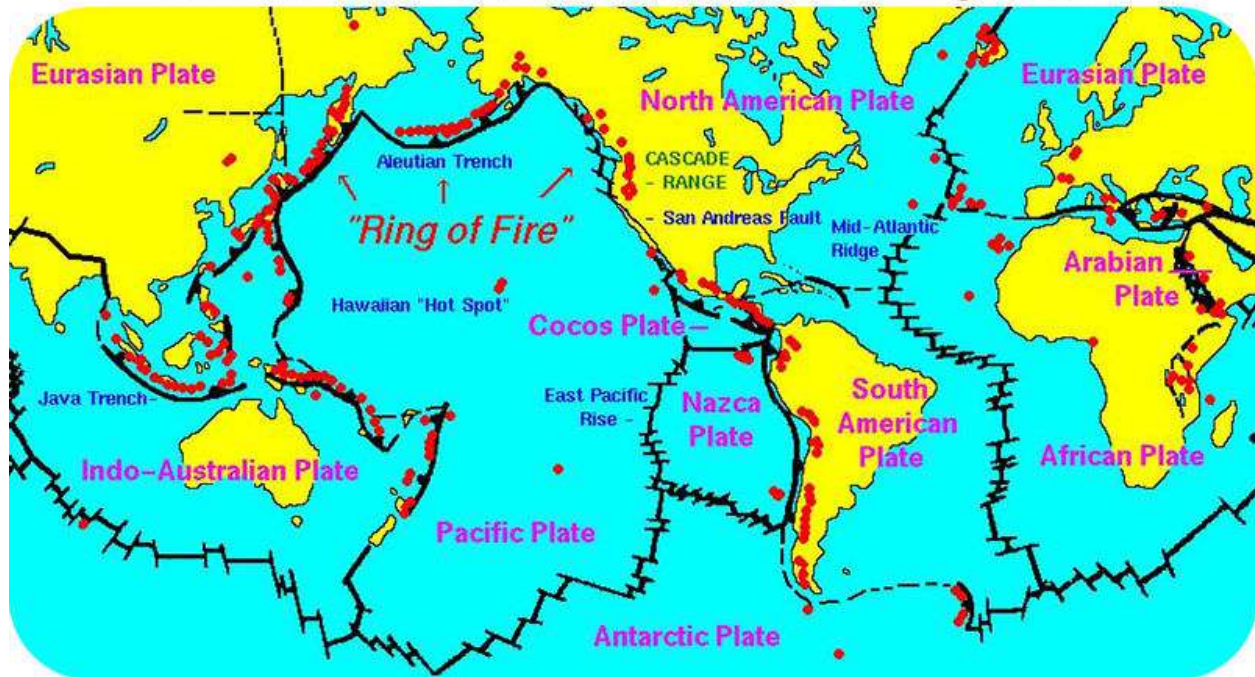 Eurasian Plate
North American Plate
Eurasian Plate
Aleutian Trench
CASCADE
- RANGE
"Ring of Fire"
- San Andreas Fault
Mid-Atlantic
Ridge
Arabian
Plate
Hawaiian "Hot Spot"
Cocos Plate
Java Trench-
East Pacific
Rise -
Nazca
Plate
South
American
Plate
African Plate
Indo-Australian Plate
Pacific Plate
Antarctic Plate